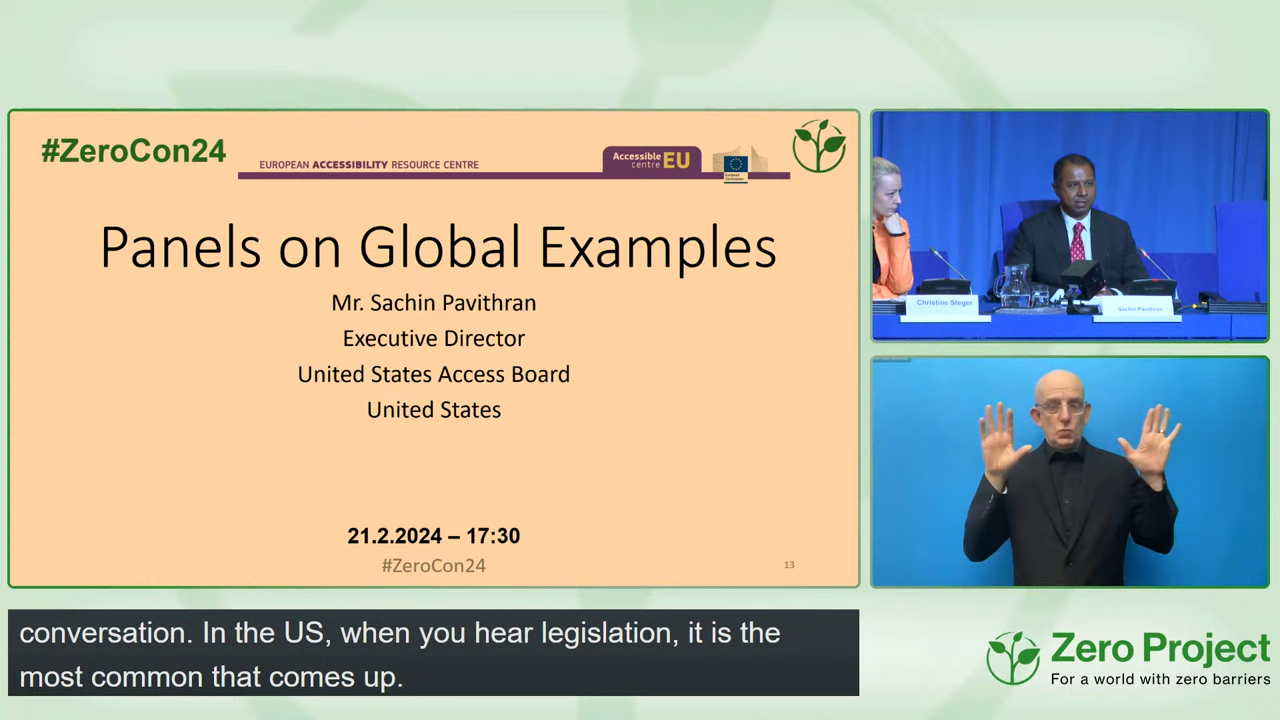 #ZeroCon24
EUROPEAN ACCESSIBILITY RESOURCE CENTRE
Accessible
centre EU
European
Commission
Panels on Global Examples
Mr. Sachin Pavithran
Executive Director
United States Access Board
United States
21.2.2024 – 17:30
#ZeroCon24
13
Christine Steger
Sachin Pavithran
conversation. In the US, when you hear legislation, it is the
most common that comes up.
Zero Project
For a world with zero barriers